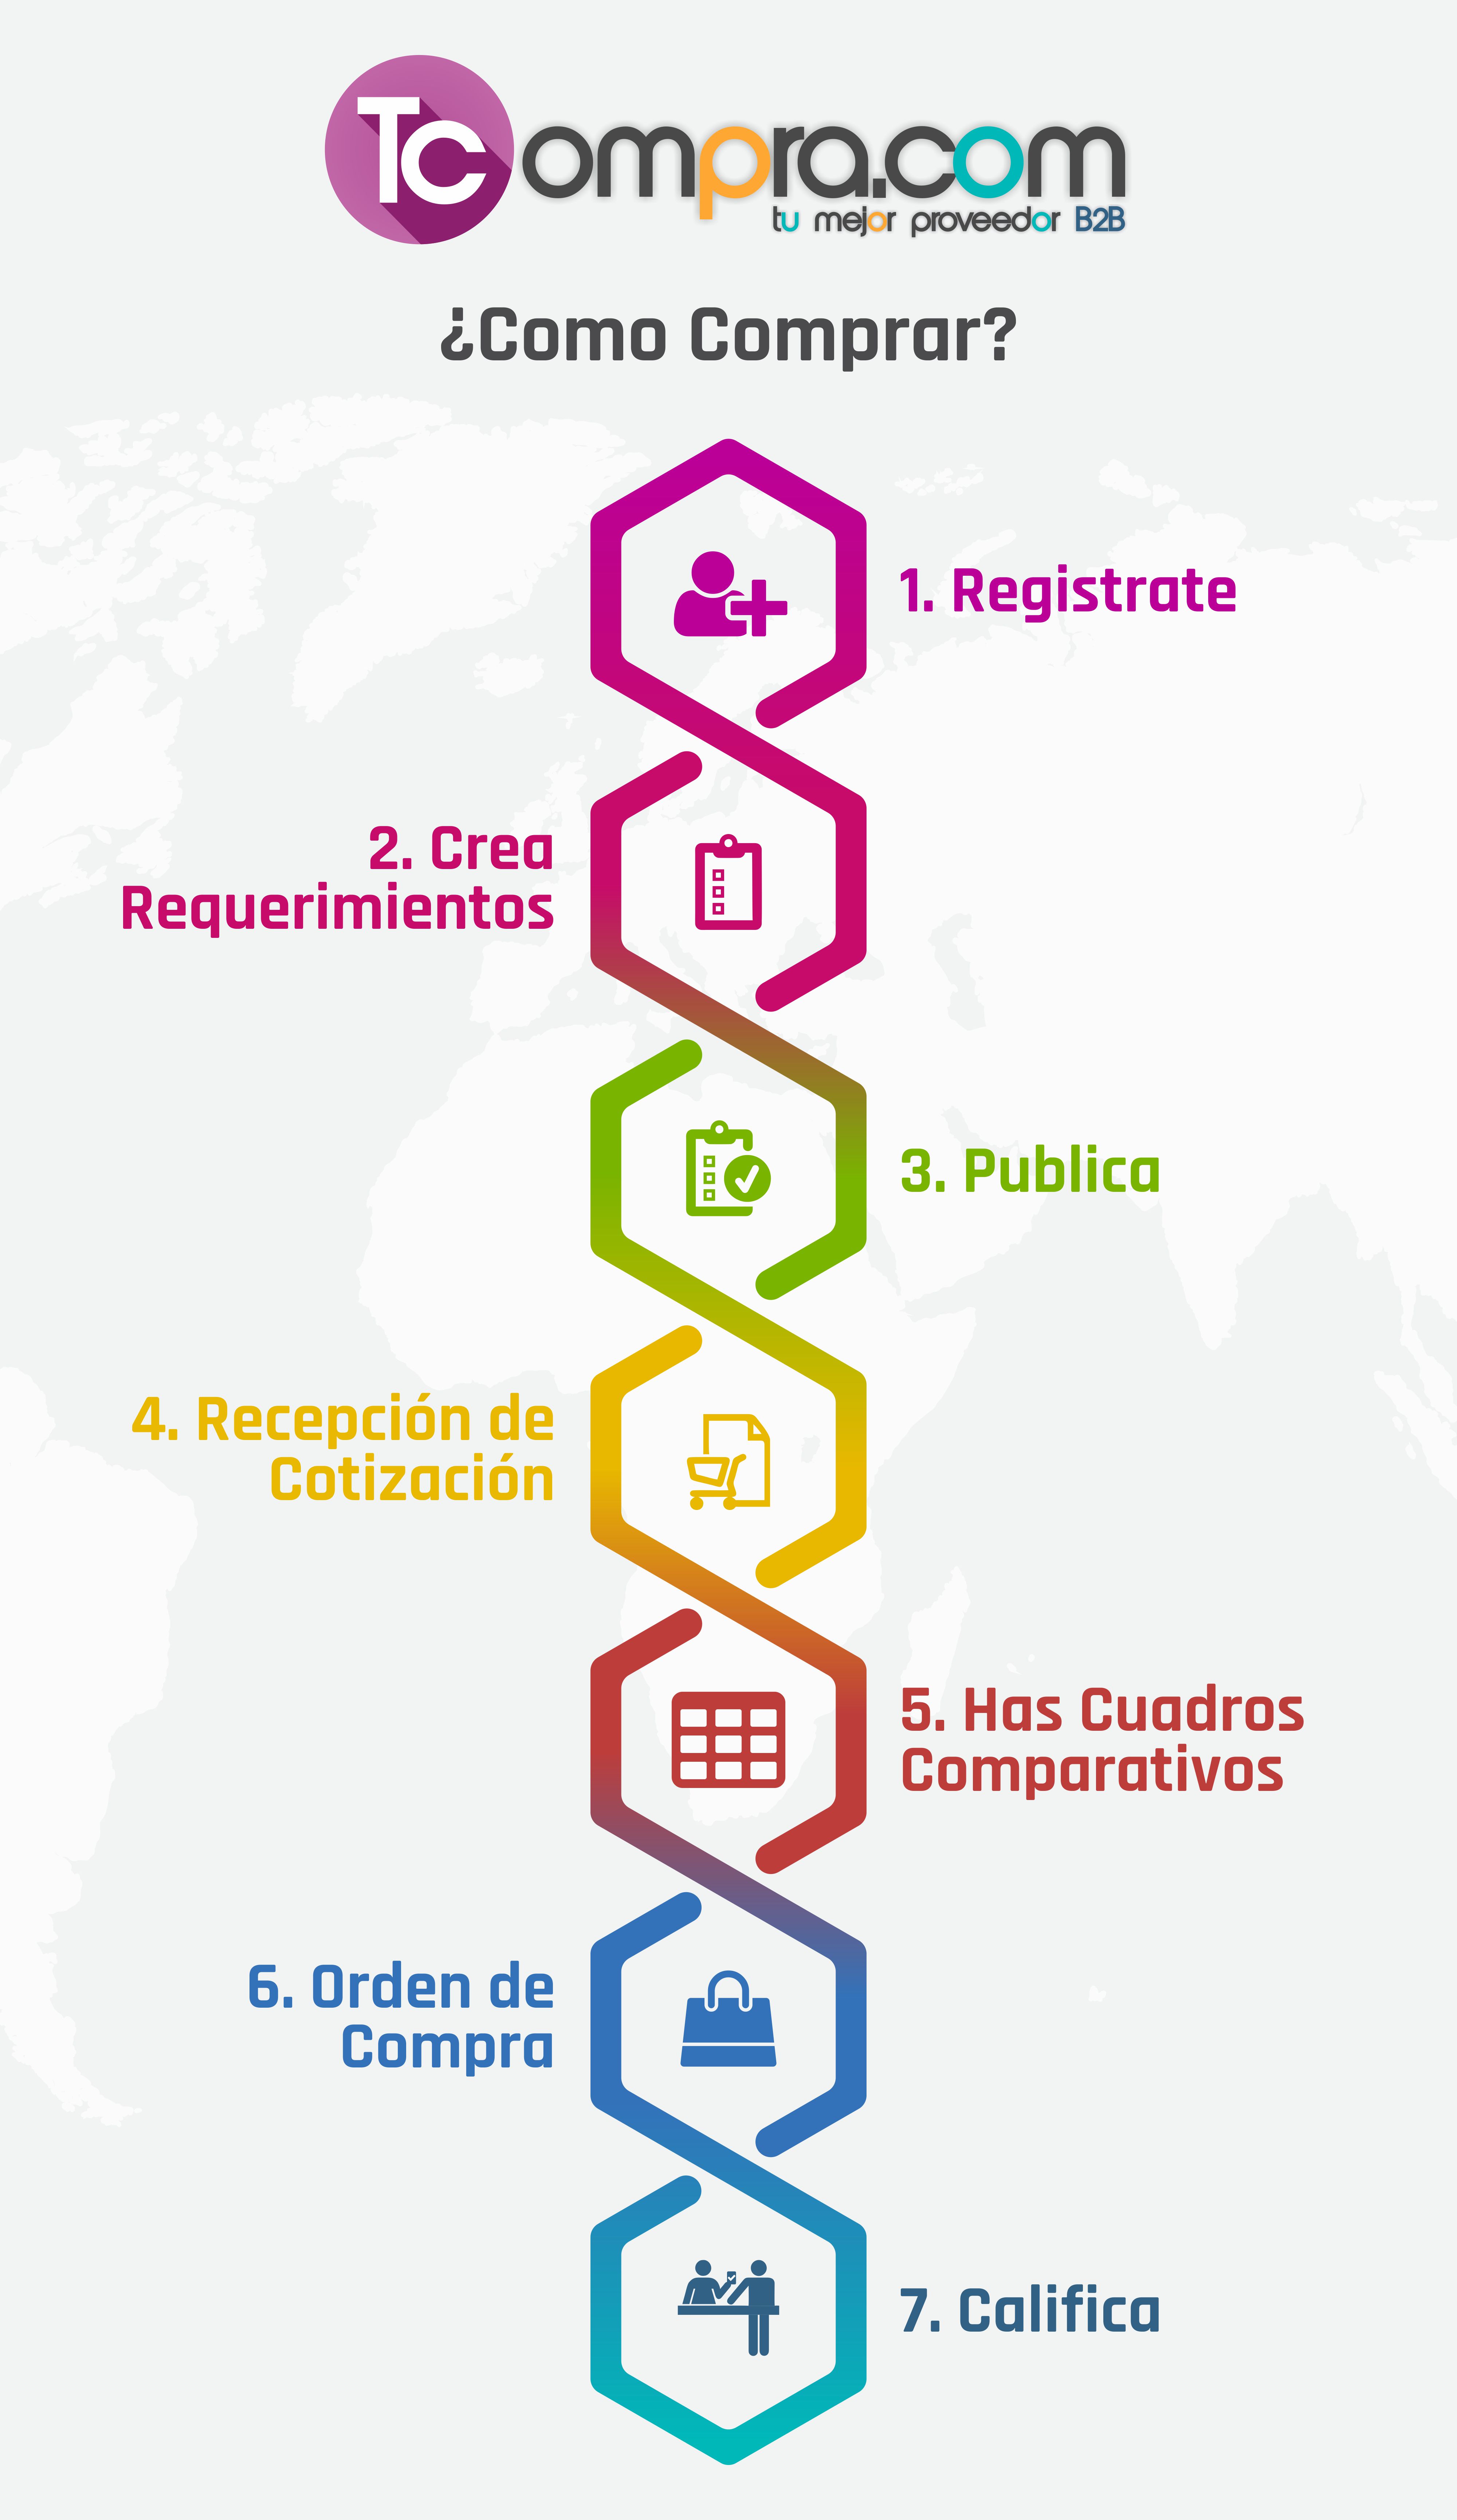 TCompra.com
tu mejor proveedor B2B
¿Como Comprar?
1. Registrate
2. Crea
Requerimientos
3. Publica
4. Recepción de
Cotización
5. Has Cuadros
Comparativos
6. Orden de
Compra
7. Califica